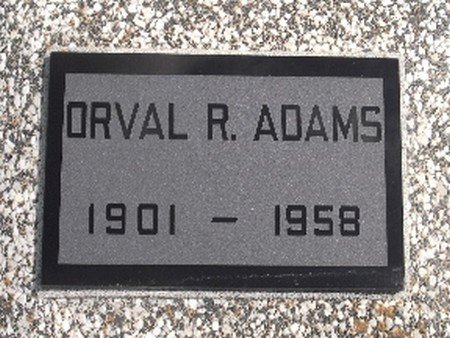 ORVAL R. ADAMS
1901 – 1958